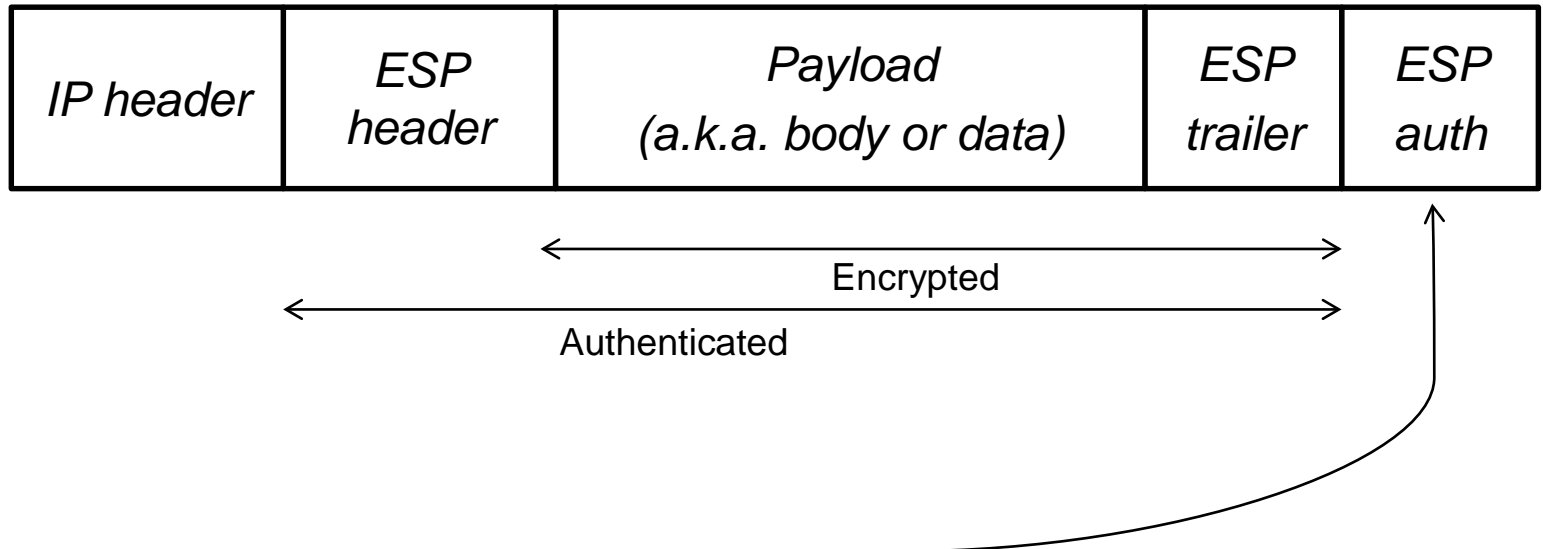 IP header
ESP
header
Payload
(a.k.a. body or data)
ESP
trailer
ESP
auth
Encrypted
Authenticated